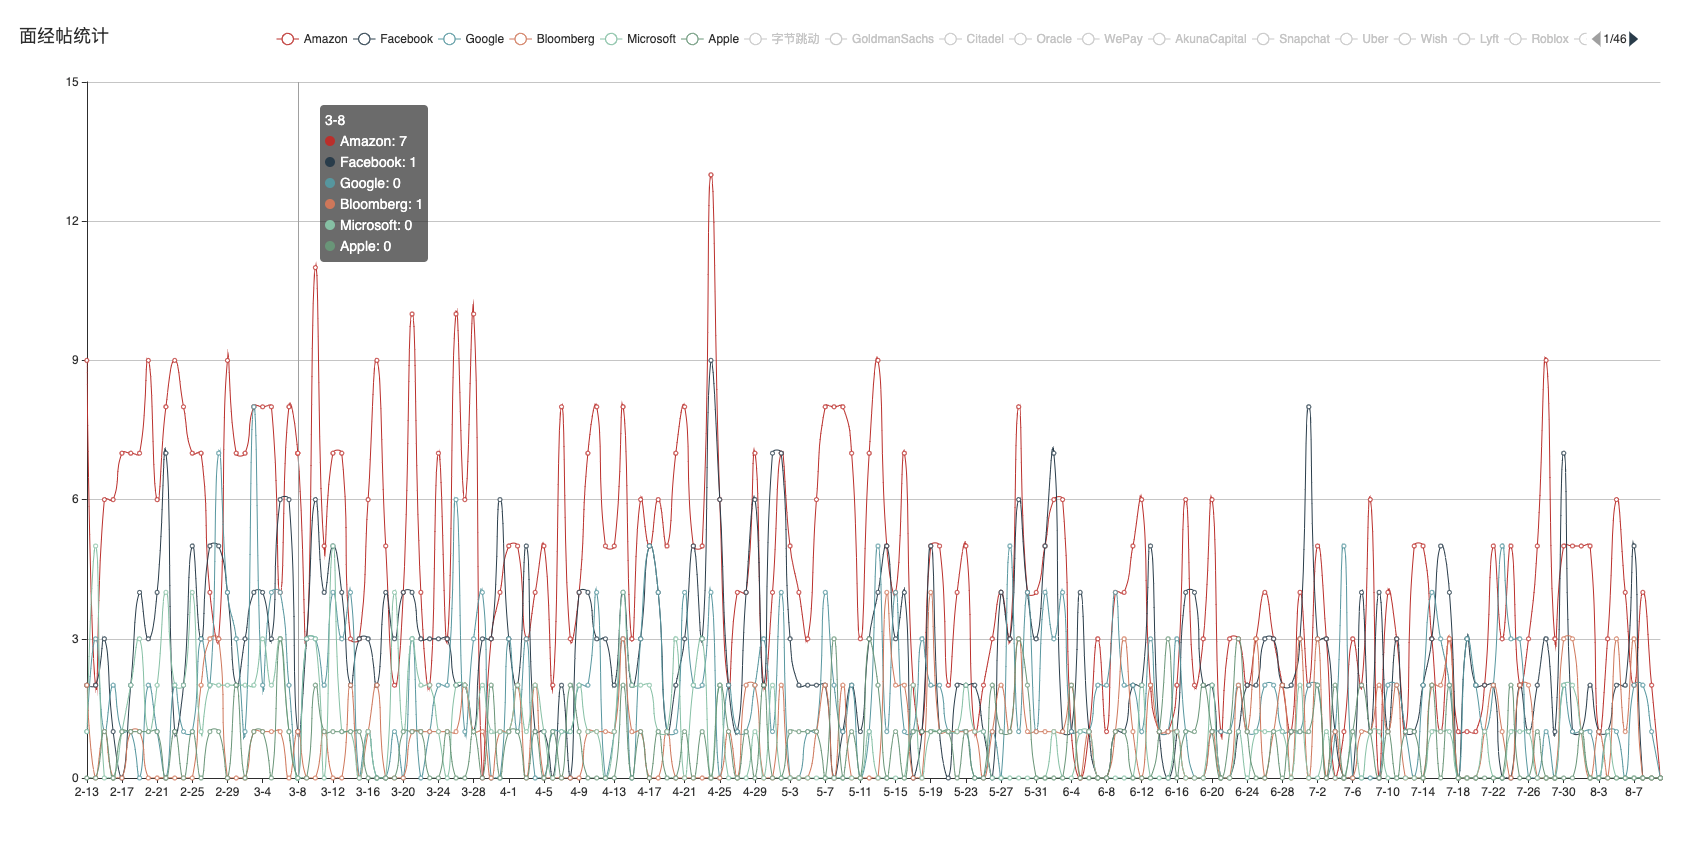 面经帖统计
Amazon Facebook Google Bloomberg Microsoft Apple 字节跳动 GoldmanSachs Citadel Oracle WePay AkunaCapital Snapchat Uber Wish Lyft Roblox 1/46
15
3-8
Amazon: 7
Facebook: 1
Google: 0
Bloomberg: 1
Microsoft: 0
Apple: 0
12
9
6
3
0
2-13 2-17 2-21 2-25 2-29 3-4 3-8 3-12 3-16 3-20 3-24 3-28 4-1 4-5 4-9 4-13 4-17 4-21 4-25 4-29 5-3 5-7 5-11 5-15 5-19 5-23 5-27 5-31 6-4 6-8 6-12 6-16 6-20 6-24 6-28 7-2 7-6 7-10 7-14 7-18 7-22 7-26 7-30 8-3 8-7